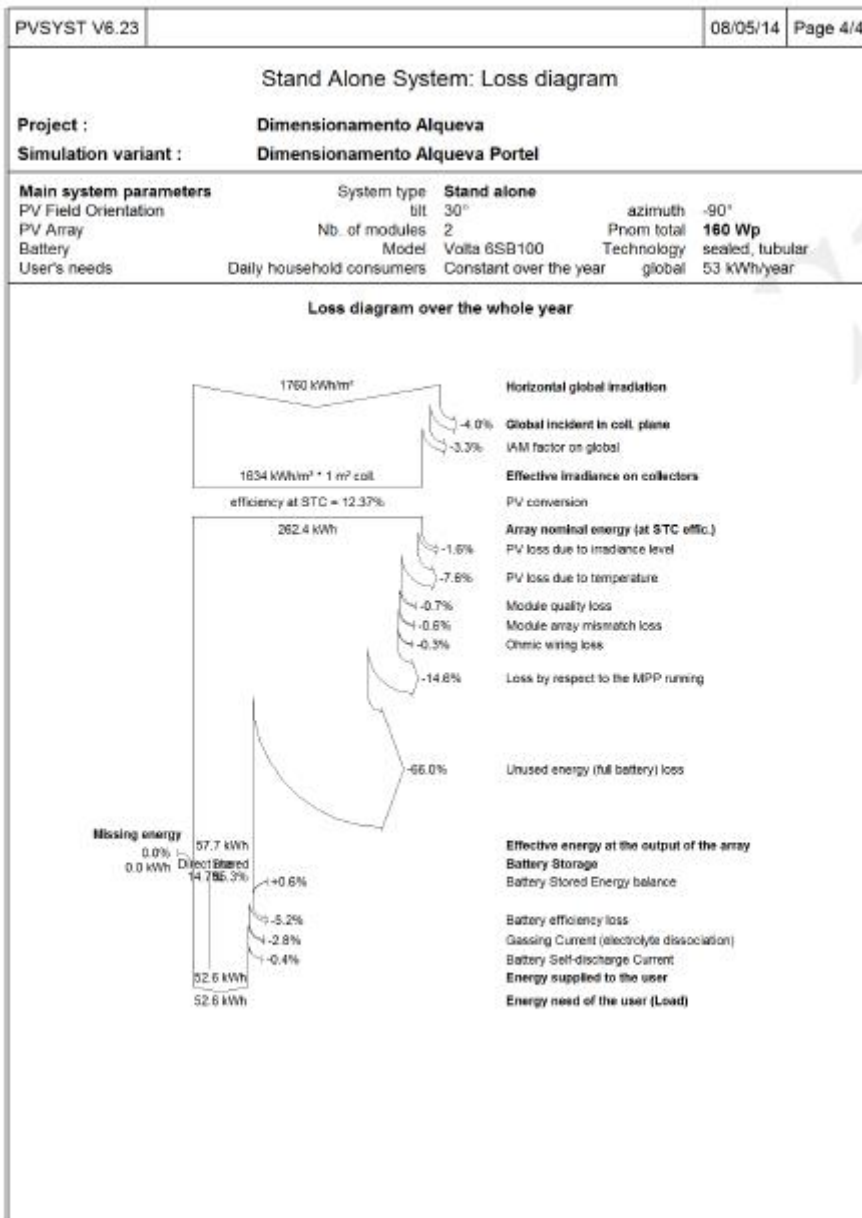 PVSYST V6.23 08/05/14 Page 4/4
Stand Alone System: Loss diagram
Project : Dimensionamento Alqueva
Simulation variant : Dimensionamento Alqueva Portel
Main system parameters System type Stand alone
PV Field Orientation tilt 30° azimuth -90°
PV Array Nb. of modules 2 Pnom total 160 Wp
Battery Model Volta 6SB100 Technology sealed, tubular
User's needs Daily household consumers Constant over the year global 53 kWh/year
Loss diagram over the whole year
1760 kWh/m² Horizontal global irradiation
-4.0% Global incident in coll. plane
-3.3% IAM factor on global
1634 kWh/m² * 1 m² coll. Effective irradiance on collectors
efficiency at STC = 12.37% PV conversion
262.4 kWh Array nominal energy (at STC effic.)
-1.6% PV loss due to irradiance level
-7.6% PV loss due to temperature
-0.7% Module quality loss
-0.6% Module array mismatch loss
-0.3% Ohmic wiring loss
-14.6% Loss by respect to the MPP running
-66.0% Unused energy (full battery) loss
Missing energy
57.7 kWh Effective energy at the output of the array
0.0% Direct use Stored Battery Storage
0.0 kWh 14.7% 85.3%
+0.6% Battery Stored Energy balance
-5.2% Battery efficiency loss
-2.8% Gassing Current (electrolyte dissociation)
-0.4% Battery Self-discharge Current
52.6 kWh Energy supplied to the user
52.6 kWh Energy need of the user (Load)